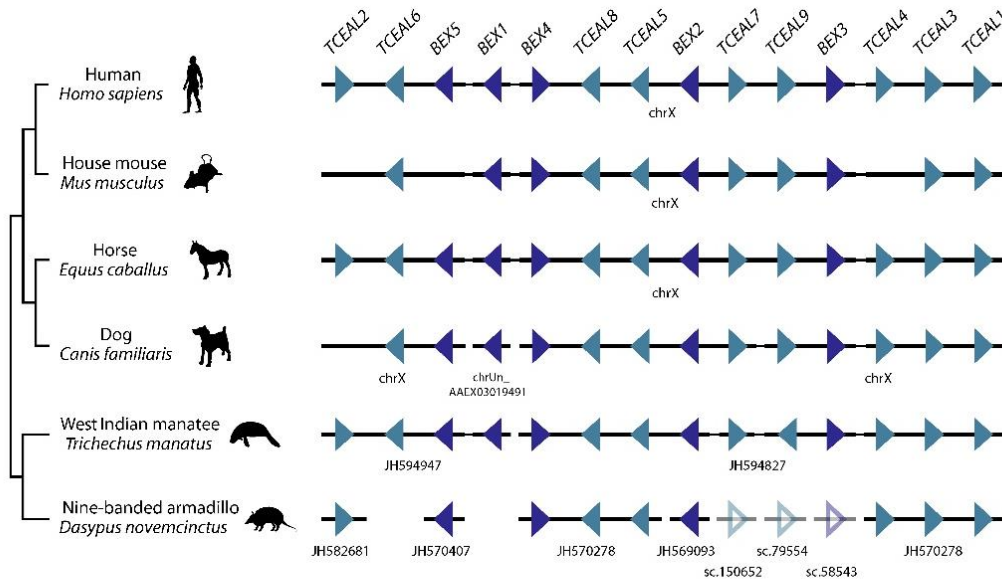 TCEAL2 TCEAL6 BEX5 BEX1 BEX4 TCEAL8 TCEAL5 BEX2 TCEAL7 TCEAL9 BEX3 TCEAL4 TCEAL3 TCEAL1
Human
Homo sapiens
chrX
House mouse
Mus musculus
chrX
Horse
Equus caballus
chrX
Dog
Canis familiaris
chrX chrUn_ chrX
AAEX03019491
West Indian manatee
Trichechus manatus
JH594947 JH594827
Nine-banded armadillo
Dasypus novemcinctus
JH582681 JH570407 JH570278 JH569093 sc.79554 JH570278
sc.150652 sc.58543